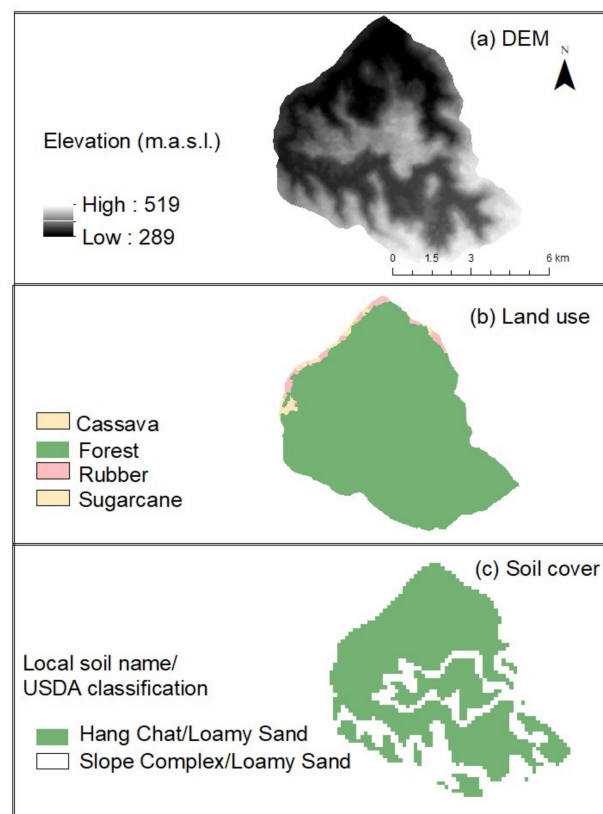 (a) DEM
N
Elevation (m.a.s.l.)
High : 519
Low : 289
0 1.5 3 6 km
(b) Land use
Cassava
Forest
Rubber
Sugarcane
(c) Soil cover
Local soil name/
USDA classification
Hang Chat/Loamy Sand
Slope Complex/Loamy Sand